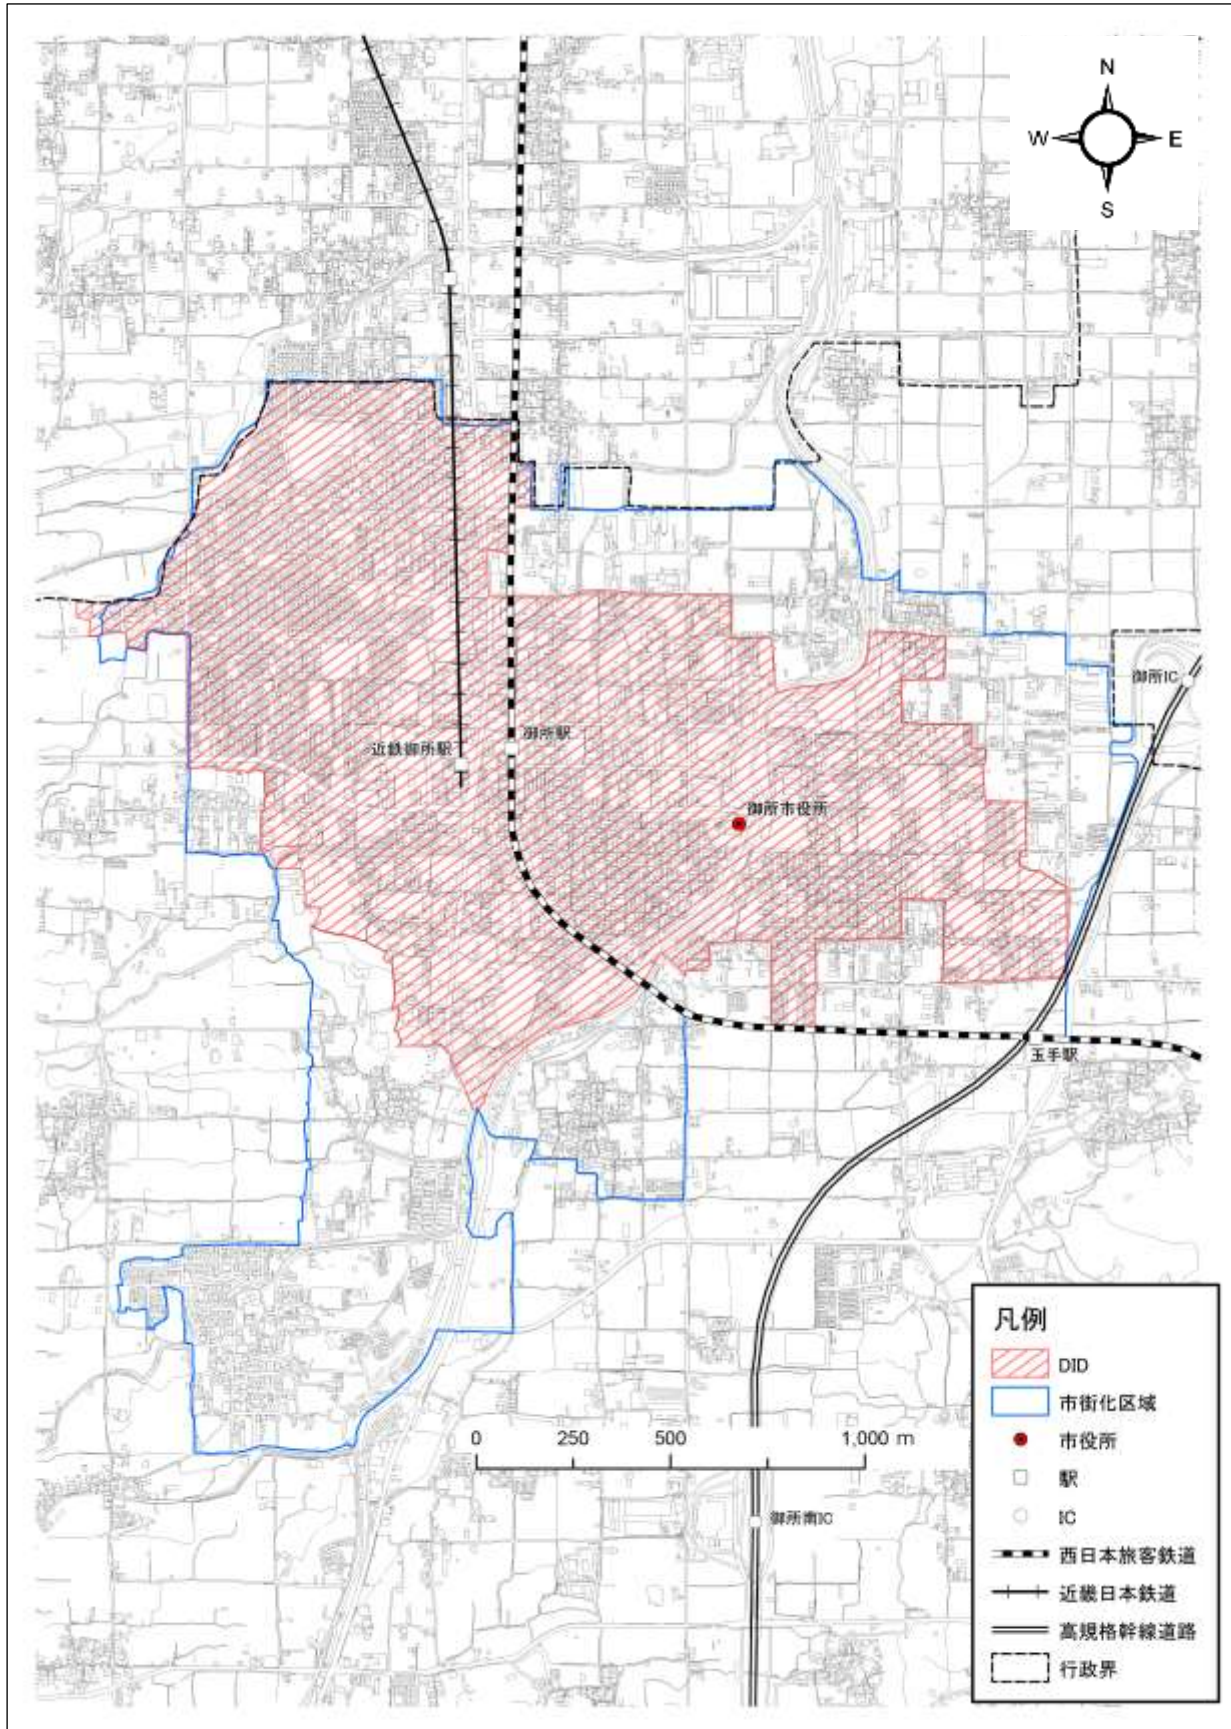 N
W E
S
御所IC
御所駅
近鉄御所駅
御所市役所
玉手駅
凡例
DID
市街化区域
0 250 500 1,000 m
市役所
駅
御所南IC
IC
西日本旅客鉄道
近畿日本鉄道
高規格幹線道路
行政界